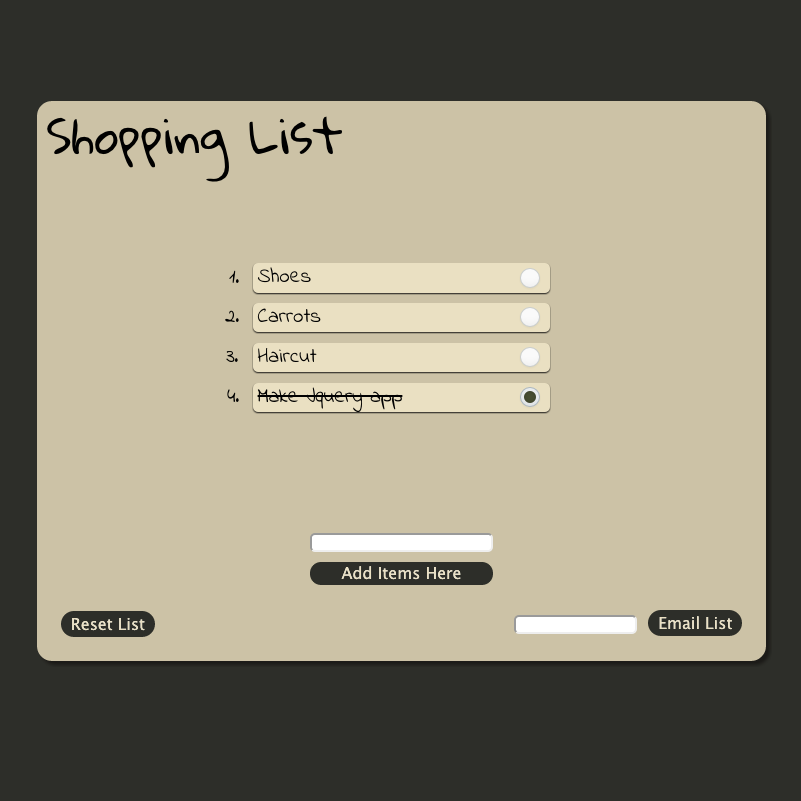 Shopping List
1. Shoes
2. Carrots
3. Haircut
4. Make Jquery app
Add Items Here
Reset List
Email List